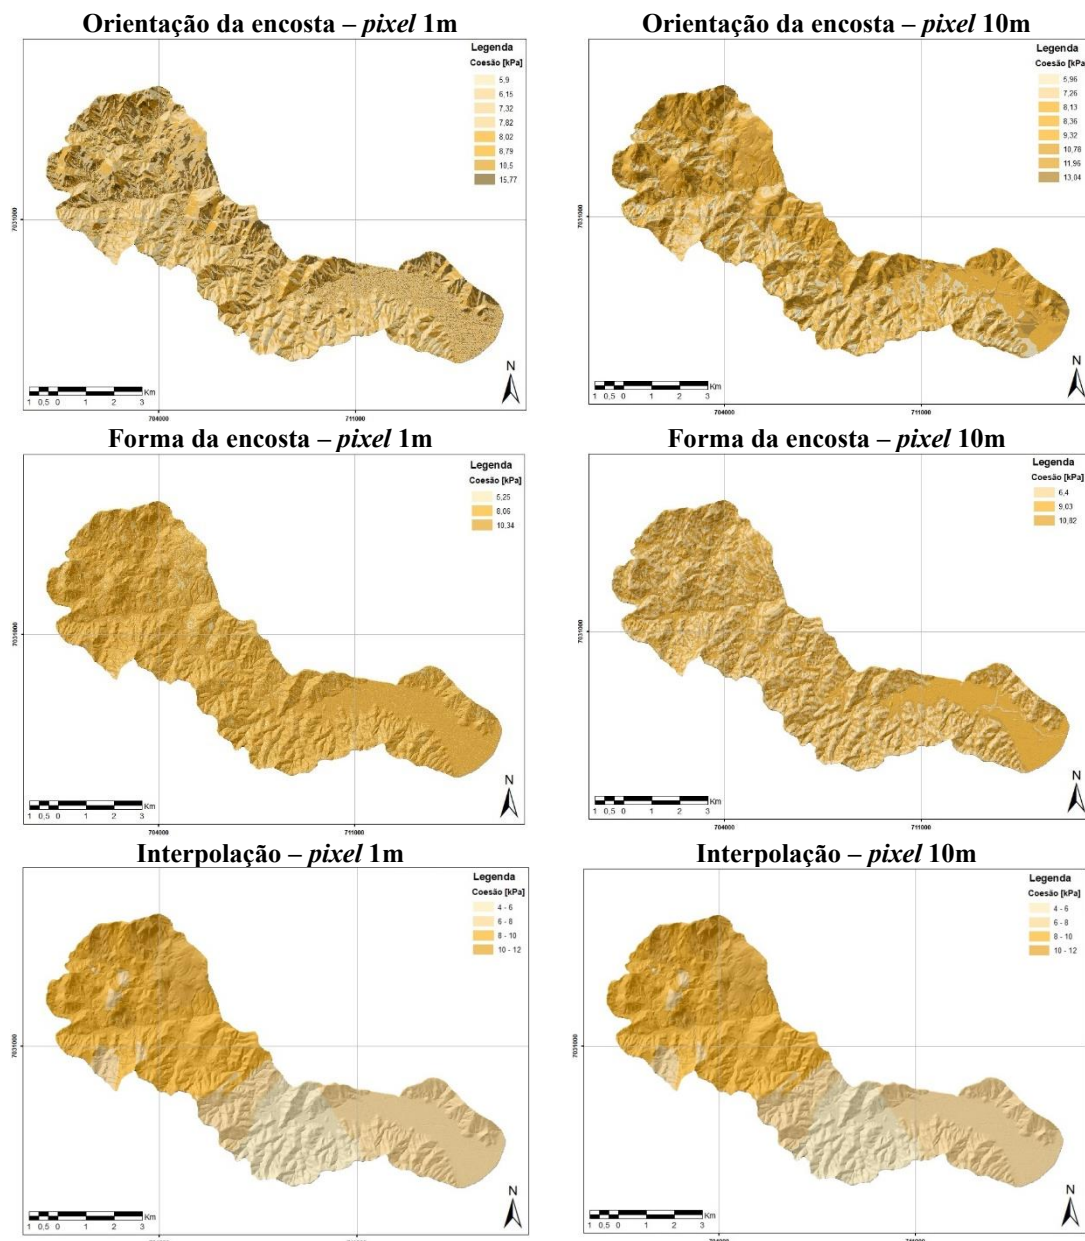 Orientação da encosta – pixel 1m
Legenda
Coesão [kPa]
5,9
6,15
7,32
7,82
8,02
8,79
10,5
15,77
7031000
N
Km
1 0,5 0 1 2 3
704000 711000
Orientação da encosta – pixel 10m
Legenda
Coesão [kPa]
5,96
7,26
8,13
8,36
9,32
10,78
11,96
13,04
7031000
N
Km
1 0,5 0 1 2 3
704000 711000
Forma da encosta – pixel 1m
Legenda
Coesão [kPa]
5,25
8,06
10,34
7031000
N
Km
1 0,5 0 1 2 3
704000 711000
Forma da encosta – pixel 10m
Legenda
Coesão [kPa]
6,4
9,03
10,82
7031000
N
Km
1 0,5 0 1 2 3
704000 711000
Interpolação – pixel 1m
Legenda
Coesão [kPa]
4 - 6
6 - 8
8 - 10
10 - 12
7031000
N
Km
1 0,5 0 1 2 3
Interpolação – pixel 10m
Legenda
Coesão [kPa]
4 - 6
6 - 8
8 - 10
10 - 12
7031000
N
Km
1 0,5 0 1 2 3